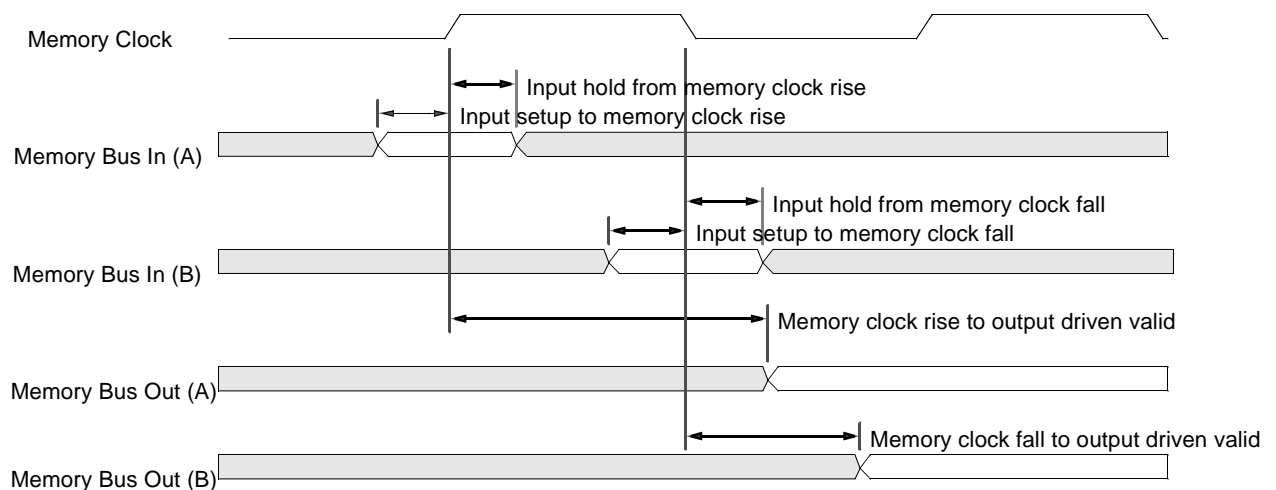 Memory Clock
Input hold from memory clock rise
Input setup to memory clock rise
Memory Bus In (A)
Input hold from memory clock fall
Input setup to memory clock fall
Memory Bus In (B)
Memory clock rise to output driven valid
Memory Bus Out (A)
Memory clock fall to output driven valid
Memory Bus Out (B)